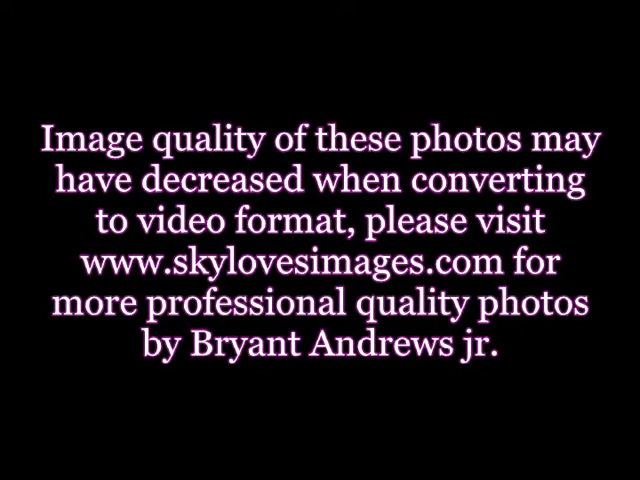 Image quality of these photos may
have decreased when converting
to video format, please visit
www.skylovesimages.com for
more professional quality photos
by Bryant Andrews jr.